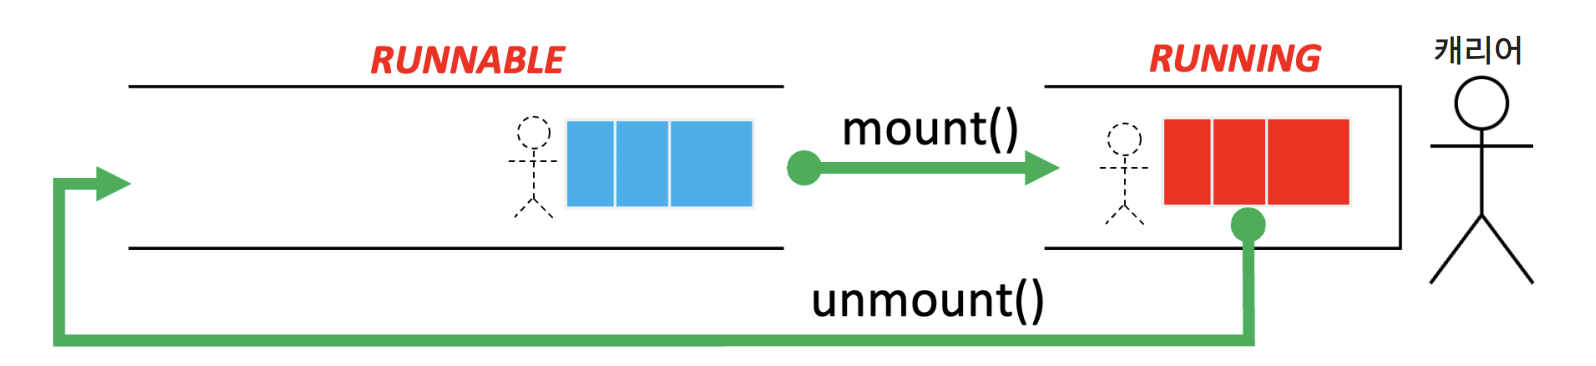 RUNNABLE
RUNNING
캐리어
mount()
unmount()